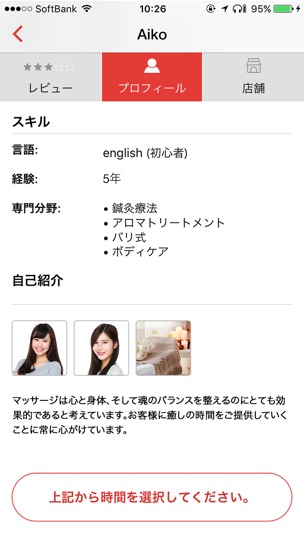 SoftBank 10:26 95%
Aiko
レビュー プロフィール 店舗
スキル
言語: english (初心者)
経験: 5年
専門分野: • 鍼灸療法
• アロマトリートメント
• バリ式
• ボディケア
自己紹介
マッサージは心と身体、そして魂のバランスを整えるのにとても効
果的であると考えています。お客様に癒しの時間をご提供していく
ことに常に心がけています。
上記から時間を選択してください。